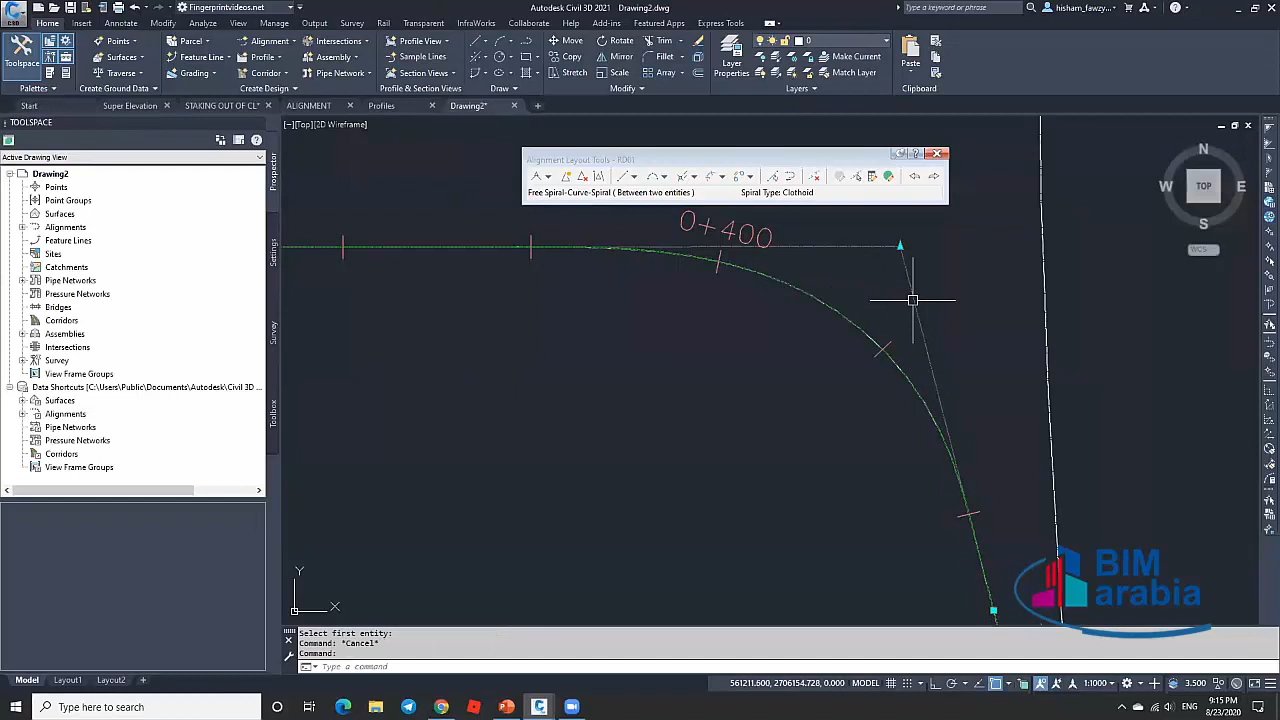 C3D
Fingerprintvideos.net
Autodesk Civil 3D 2021 Drawing2.dwg
Type a keyword or phrase
hisham_fawzy...
Home Insert Annotate Modify Analyze View Manage Output Survey Rail Transparent InfraWorks Collaborate Help Add-ins Featured Apps Express Tools
Points Parcel Alignment Intersections Profile View Move Rotate Trim 0
Surfaces Feature Line Profile Assembly Sample Lines Copy Mirror Fillet Make Current
Toolspace Traverse Grading Corridor Pipe Network Section Views Stretch Scale Array Layer Properties Match Layer Paste
Palettes Create Ground Data Create Design Profile & Section Views Draw Modify Layers Clipboard
Start Super Elevation STAKING OUT OF CL* ALIGNMENT Profiles Drawing2*
TOOLSPACE
[−][Top][2D Wireframe]
Active Drawing View
Drawing2
Points
Point Groups
Surfaces
Alignments
Feature Lines
Sites
Catchments
Pipe Networks
Pressure Networks
Bridges
Corridors
Assemblies
Intersections
Survey
View Frame Groups
Data Shortcuts [C:\Users\Public\Documents\Autodesk\Civil 3D ...
Surfaces
Alignments
Pipe Networks
Pressure Networks
Corridors
View Frame Groups
Prospector
Settings
Survey
Toolbox
Alignment Layout Tools - RD01
Free Spiral-Curve-Spiral ( Between two entities ) Spiral Type: Clothoid
0+400
N
W TOP E
S
WCS
Y
X
BIM
arabia
Select first entity:
Command: *Cancel*
Command:
Type a command
Model Layout1 Layout2
561211.600, 2706154.728, 0.000 MODEL 1:1000 3.500
Type here to search
9:15 PM
8/23/2020